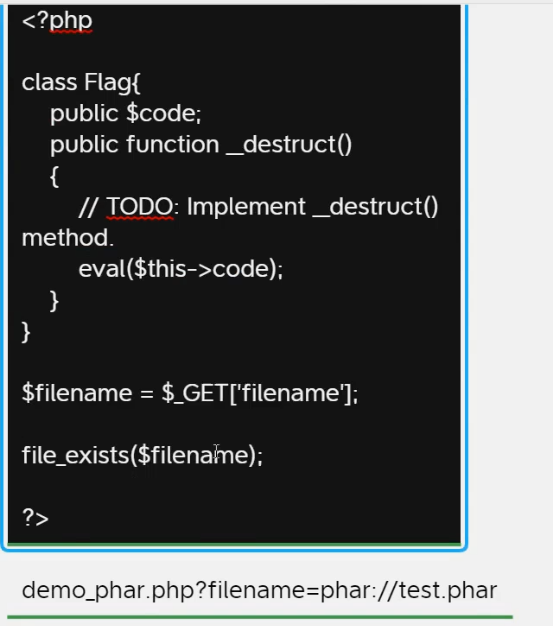 <?php
class Flag{
public $code;
public function __destruct()
{
// TODO: Implement __destruct()
method.
eval($this->code);
}
}
$filename = $_GET['filename'];
file_exists($filename);
?>
demo_phar.php?filename=phar://test.phar